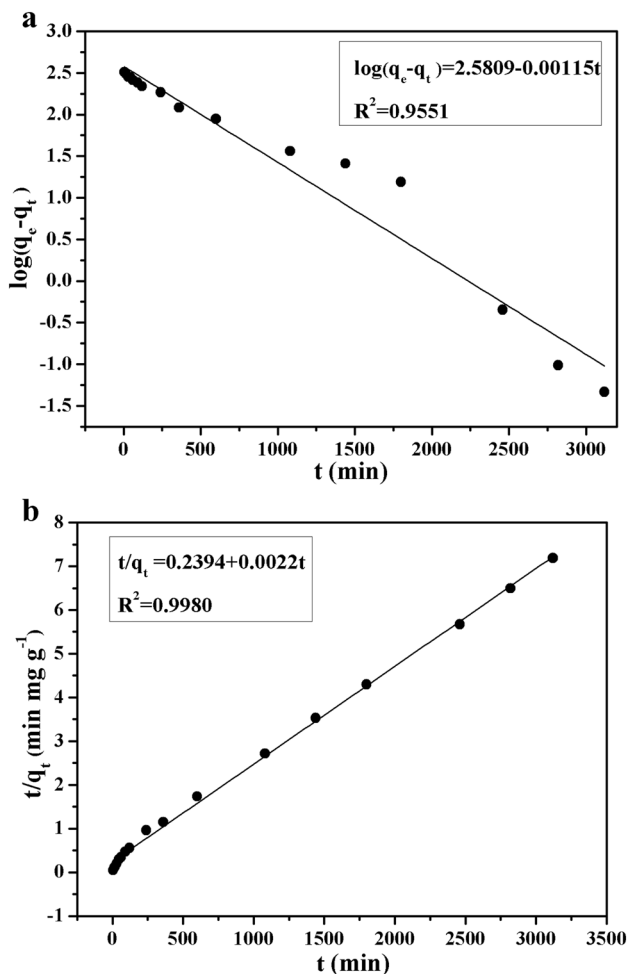 a
3.0
2.5
2.0
1.5
1.0
0.5
0.0
-0.5
-1.0
-1.5
log(qe-qt)
log(qe-qt)=2.5809-0.00115t
R2=0.9551
0 500 1000 1500 2000 2500 3000
t (min)
b
8
7
6
5
4
3
2
1
0
-1
t/qt (min mg g-1)
t/qt =0.2394+0.0022t
R2=0.9980
0 500 1000 1500 2000 2500 3000 3500
t (min)